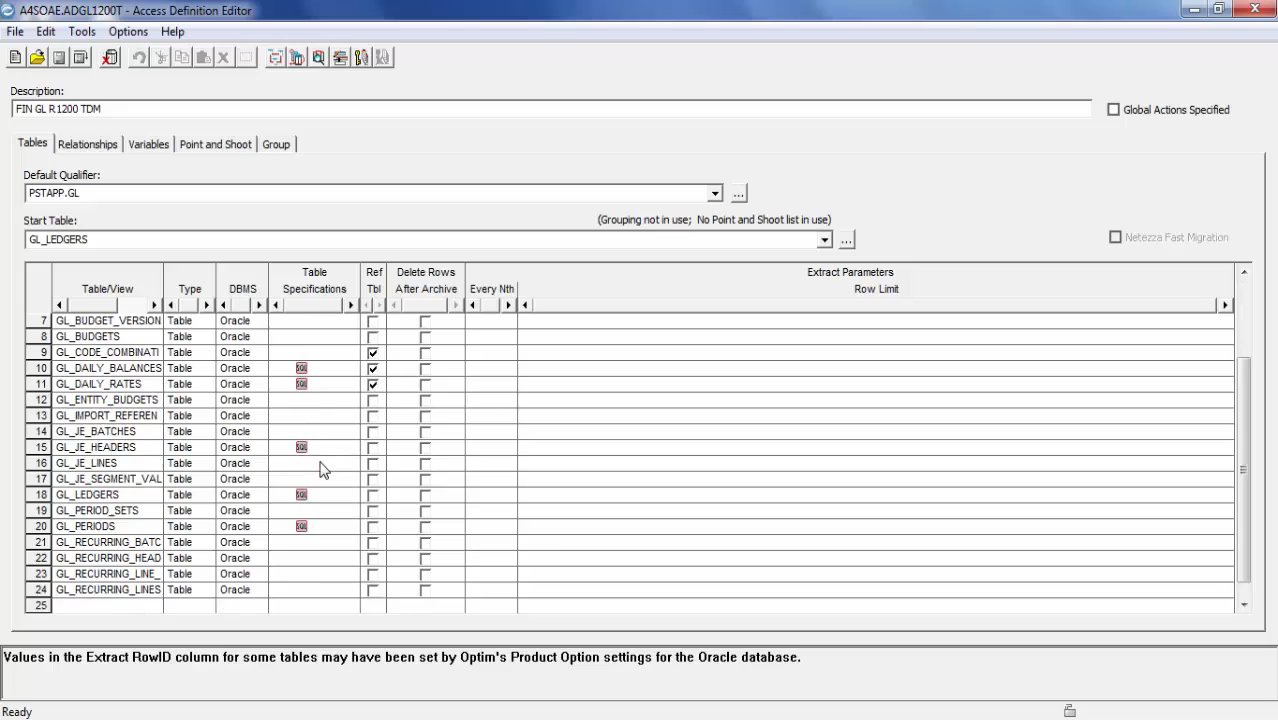 A4SOAE.ADGL1200T - Access Definition Editor
File Edit Tools Options Help
Description:
FIN GL R1200 TDM
Global Actions Specified
Tables Relationships Variables Point and Shoot Group
Default Qualifier:
PSTAPP.GL
...
Start Table:
(Grouping not in use; No Point and Shoot list in use)
GL_LEDGERS
...
Netezza Fast Migration
Table/View Type DBMS Table Specifications Ref Tbl Delete Rows After Archive Every Nth Extract Parameters Row Limit
7 GL_BUDGET_VERSION Table Oracle
8 GL_BUDGETS Table Oracle
9 GL_CODE_COMBINATI Table Oracle
10 GL_DAILY_BALANCES Table Oracle SQL
11 GL_DAILY_RATES Table Oracle SQL
12 GL_ENTITY_BUDGETS Table Oracle
13 GL_IMPORT_REFEREN Table Oracle
14 GL_JE_BATCHES Table Oracle
15 GL_JE_HEADERS Table Oracle SQL
16 GL_JE_LINES Table Oracle
17 GL_JE_SEGMENT_VAL Table Oracle
18 GL_LEDGERS Table Oracle SQL
19 GL_PERIOD_SETS Table Oracle
20 GL_PERIODS Table Oracle SQL
21 GL_RECURRING_BATC Table Oracle
22 GL_RECURRING_HEAD Table Oracle
23 GL_RECURRING_LINE_ Table Oracle
24 GL_RECURRING_LINES Table Oracle
25
Values in the Extract RowID column for some tables may have been set by Optim's Product Option settings for the Oracle database.
Ready